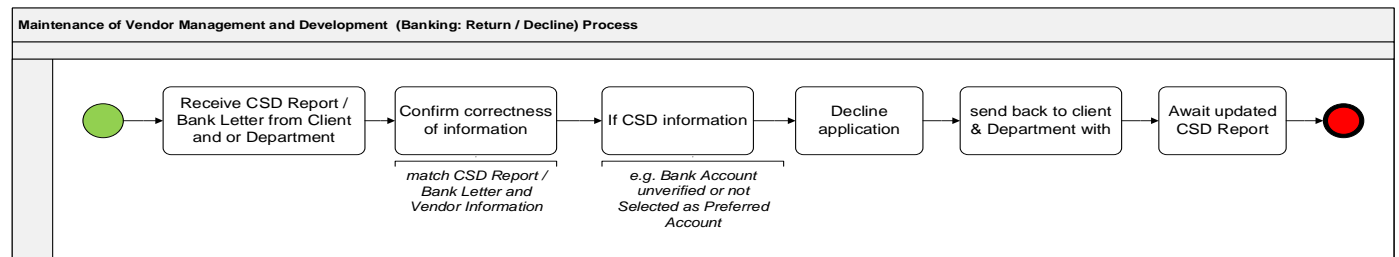 Maintenance of Vendor Management and Development  (Banking: Return / Decline) Process
Receive CSD Report /
Bank Letter from Client
and or Department
Confirm correctness
of information
If CSD information
Decline
application
send back to client
& Department with
Await updated
CSD Report
match CSD Report /
Bank Letter and
Vendor Information
e.g. Bank Account
unverified or not
Selected as Preferred
Account